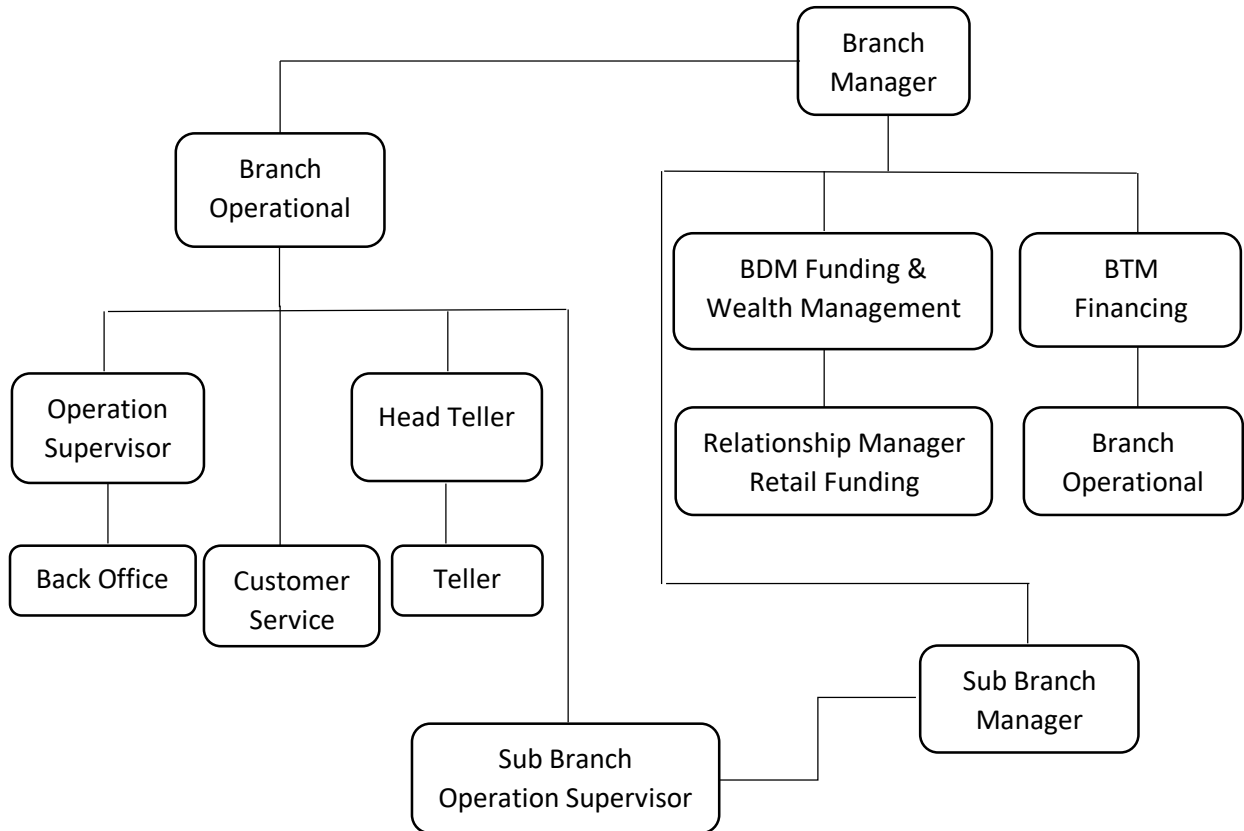 Branch
Manager
Branch
Operational
BDM Funding &
Wealth Management
BTM
Financing
Operation
Supervisor
Head Teller
Relationship Manager
Retail Funding
Branch
Operational
Back Office
Customer
Service
Teller
Sub Branch
Manager
Sub Branch
Operation Supervisor